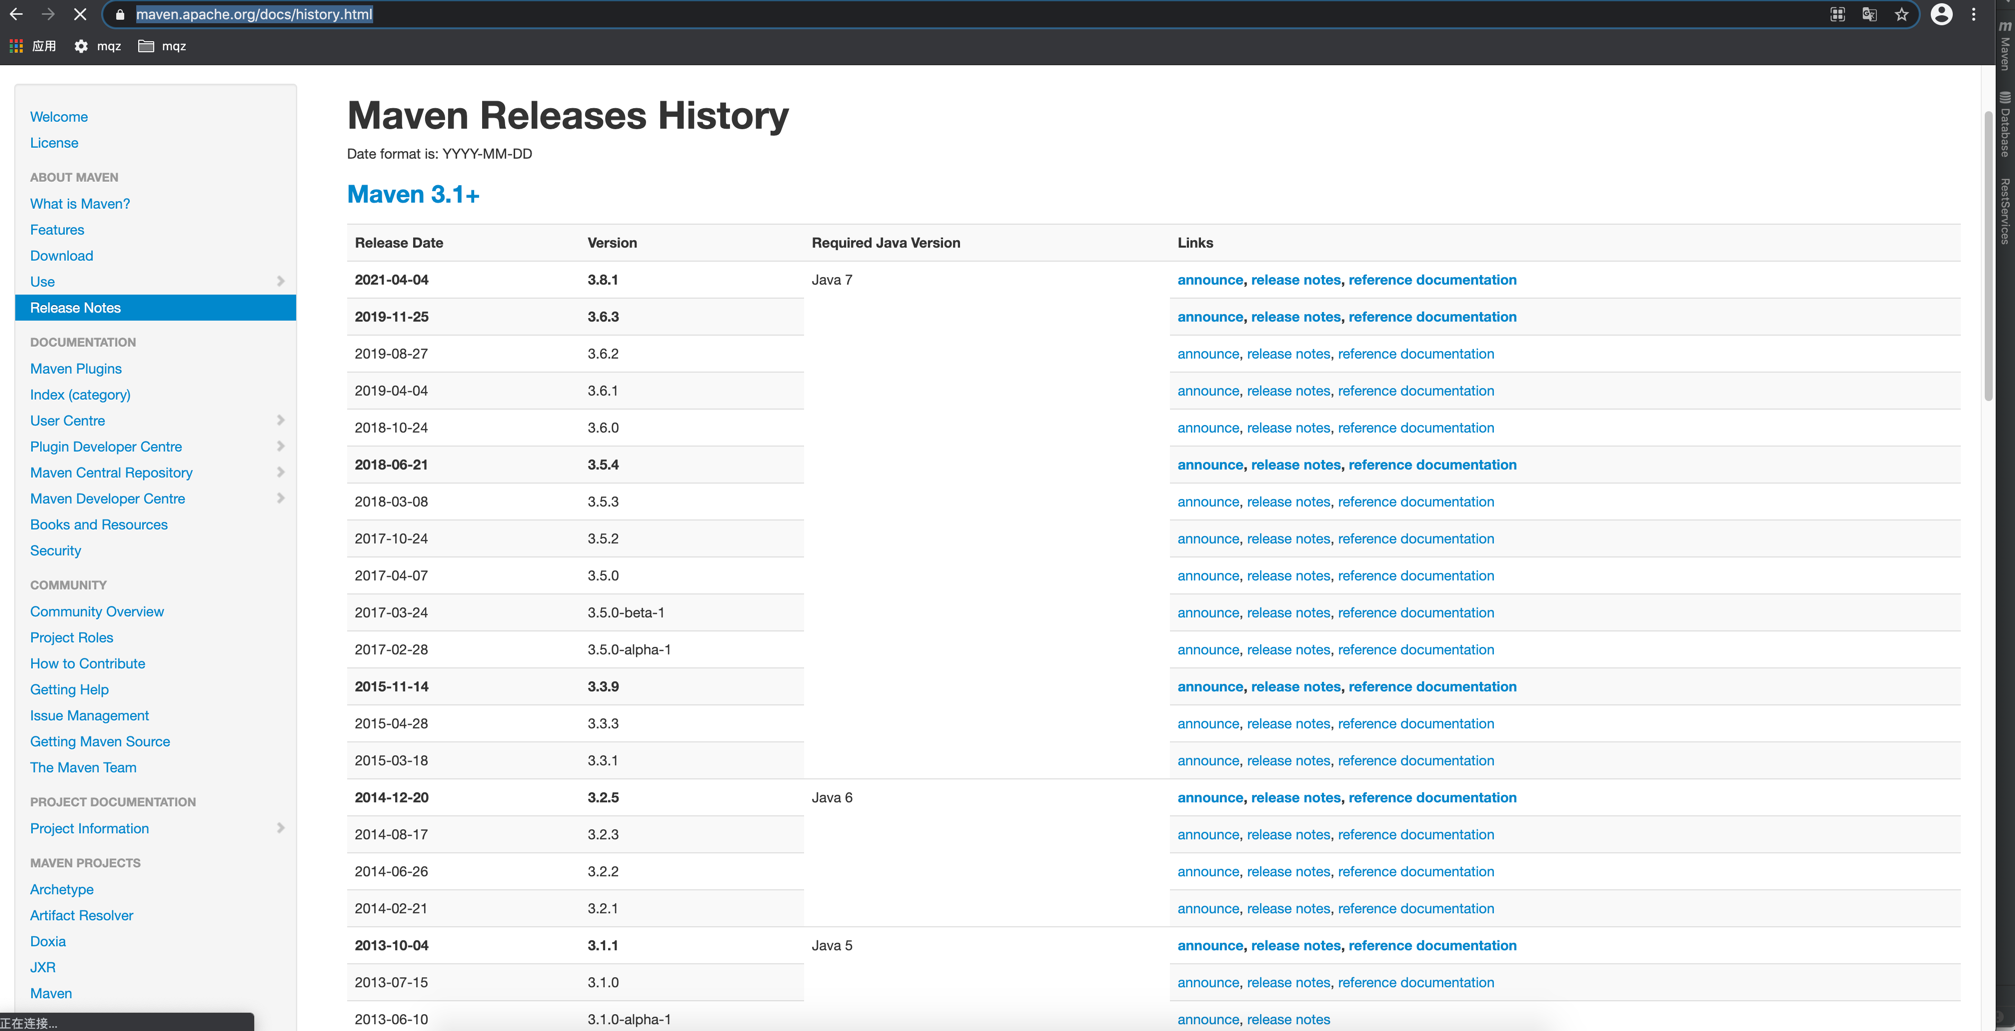 maven.apache.org/docs/history.html
应用 mqz mqz
Maven
Database
RestServices
Welcome
License
ABOUT MAVEN
What is Maven?
Features
Download
Use
Release Notes
DOCUMENTATION
Maven Plugins
Index (category)
User Centre
Plugin Developer Centre
Maven Central Repository
Maven Developer Centre
Books and Resources
Security
COMMUNITY
Community Overview
Project Roles
How to Contribute
Getting Help
Issue Management
Getting Maven Source
The Maven Team
PROJECT DOCUMENTATION
Project Information
MAVEN PROJECTS
Archetype
Artifact Resolver
Doxia
JXR
Maven
正在连接...
Maven Releases History
Date format is: YYYY-MM-DD
Maven 3.1+
Release Date Version Required Java Version Links
2021-04-04 3.8.1 Java 7 announce, release notes, reference documentation
2019-11-25 3.6.3 announce, release notes, reference documentation
2019-08-27 3.6.2 announce, release notes, reference documentation
2019-04-04 3.6.1 announce, release notes, reference documentation
2018-10-24 3.6.0 announce, release notes, reference documentation
2018-06-21 3.5.4 announce, release notes, reference documentation
2018-03-08 3.5.3 announce, release notes, reference documentation
2017-10-24 3.5.2 announce, release notes, reference documentation
2017-04-07 3.5.0 announce, release notes, reference documentation
2017-03-24 3.5.0-beta-1 announce, release notes, reference documentation
2017-02-28 3.5.0-alpha-1 announce, release notes, reference documentation
2015-11-14 3.3.9 announce, release notes, reference documentation
2015-04-28 3.3.3 announce, release notes, reference documentation
2015-03-18 3.3.1 announce, release notes, reference documentation
2014-12-20 3.2.5 Java 6 announce, release notes, reference documentation
2014-08-17 3.2.3 announce, release notes, reference documentation
2014-06-26 3.2.2 announce, release notes, reference documentation
2014-02-21 3.2.1 announce, release notes, reference documentation
2013-10-04 3.1.1 Java 5 announce, release notes, reference documentation
2013-07-15 3.1.0 announce, release notes, reference documentation
2013-06-10 3.1.0-alpha-1 announce, release notes